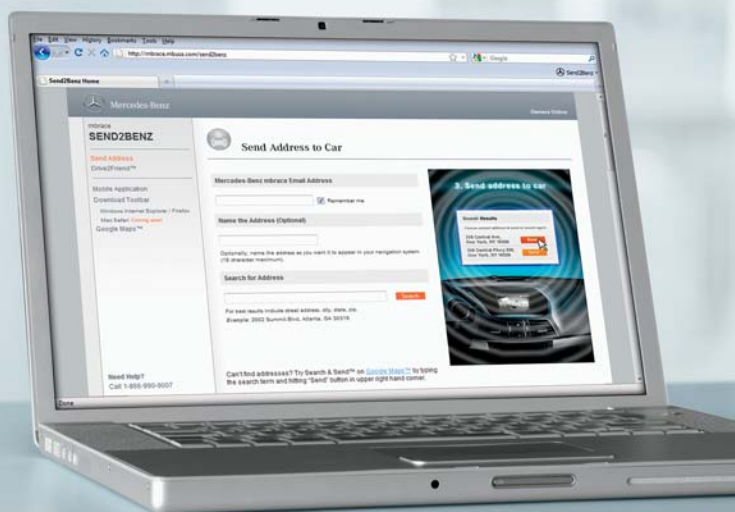 File Edit View History Bookmarks Tools Help
http://mbrace.mbusa.com/send2benz
Google
Send2Benz
Send2Benz Home
Mercedes-Benz
Owners Online
mbrace
SEND2BENZ
Send Address
Drive2Friend™
Mobile Application
Download Toolbar
Windows Internet Explorer / Firefox
Mac Safari Coming soon
Google Maps™
Need Help?
Call 1-866-990-9007
Send Address to Car
Mercedes-Benz mbrace Email Address
Remember me
Name the Address (Optional)
Optionally, name the address as you want it to appear in your navigation system
(18 character maximum).
Search for Address
Search
For best results include street address, city, state, zip.
Example: 2002 Summit Blvd, Atlanta, GA 30319
Can't find addresses? Try Search & Send™ on Google Maps™ by typing
the search term and hitting "Send" button in upper right hand corner.
3. Send address to car
Search Results
Done